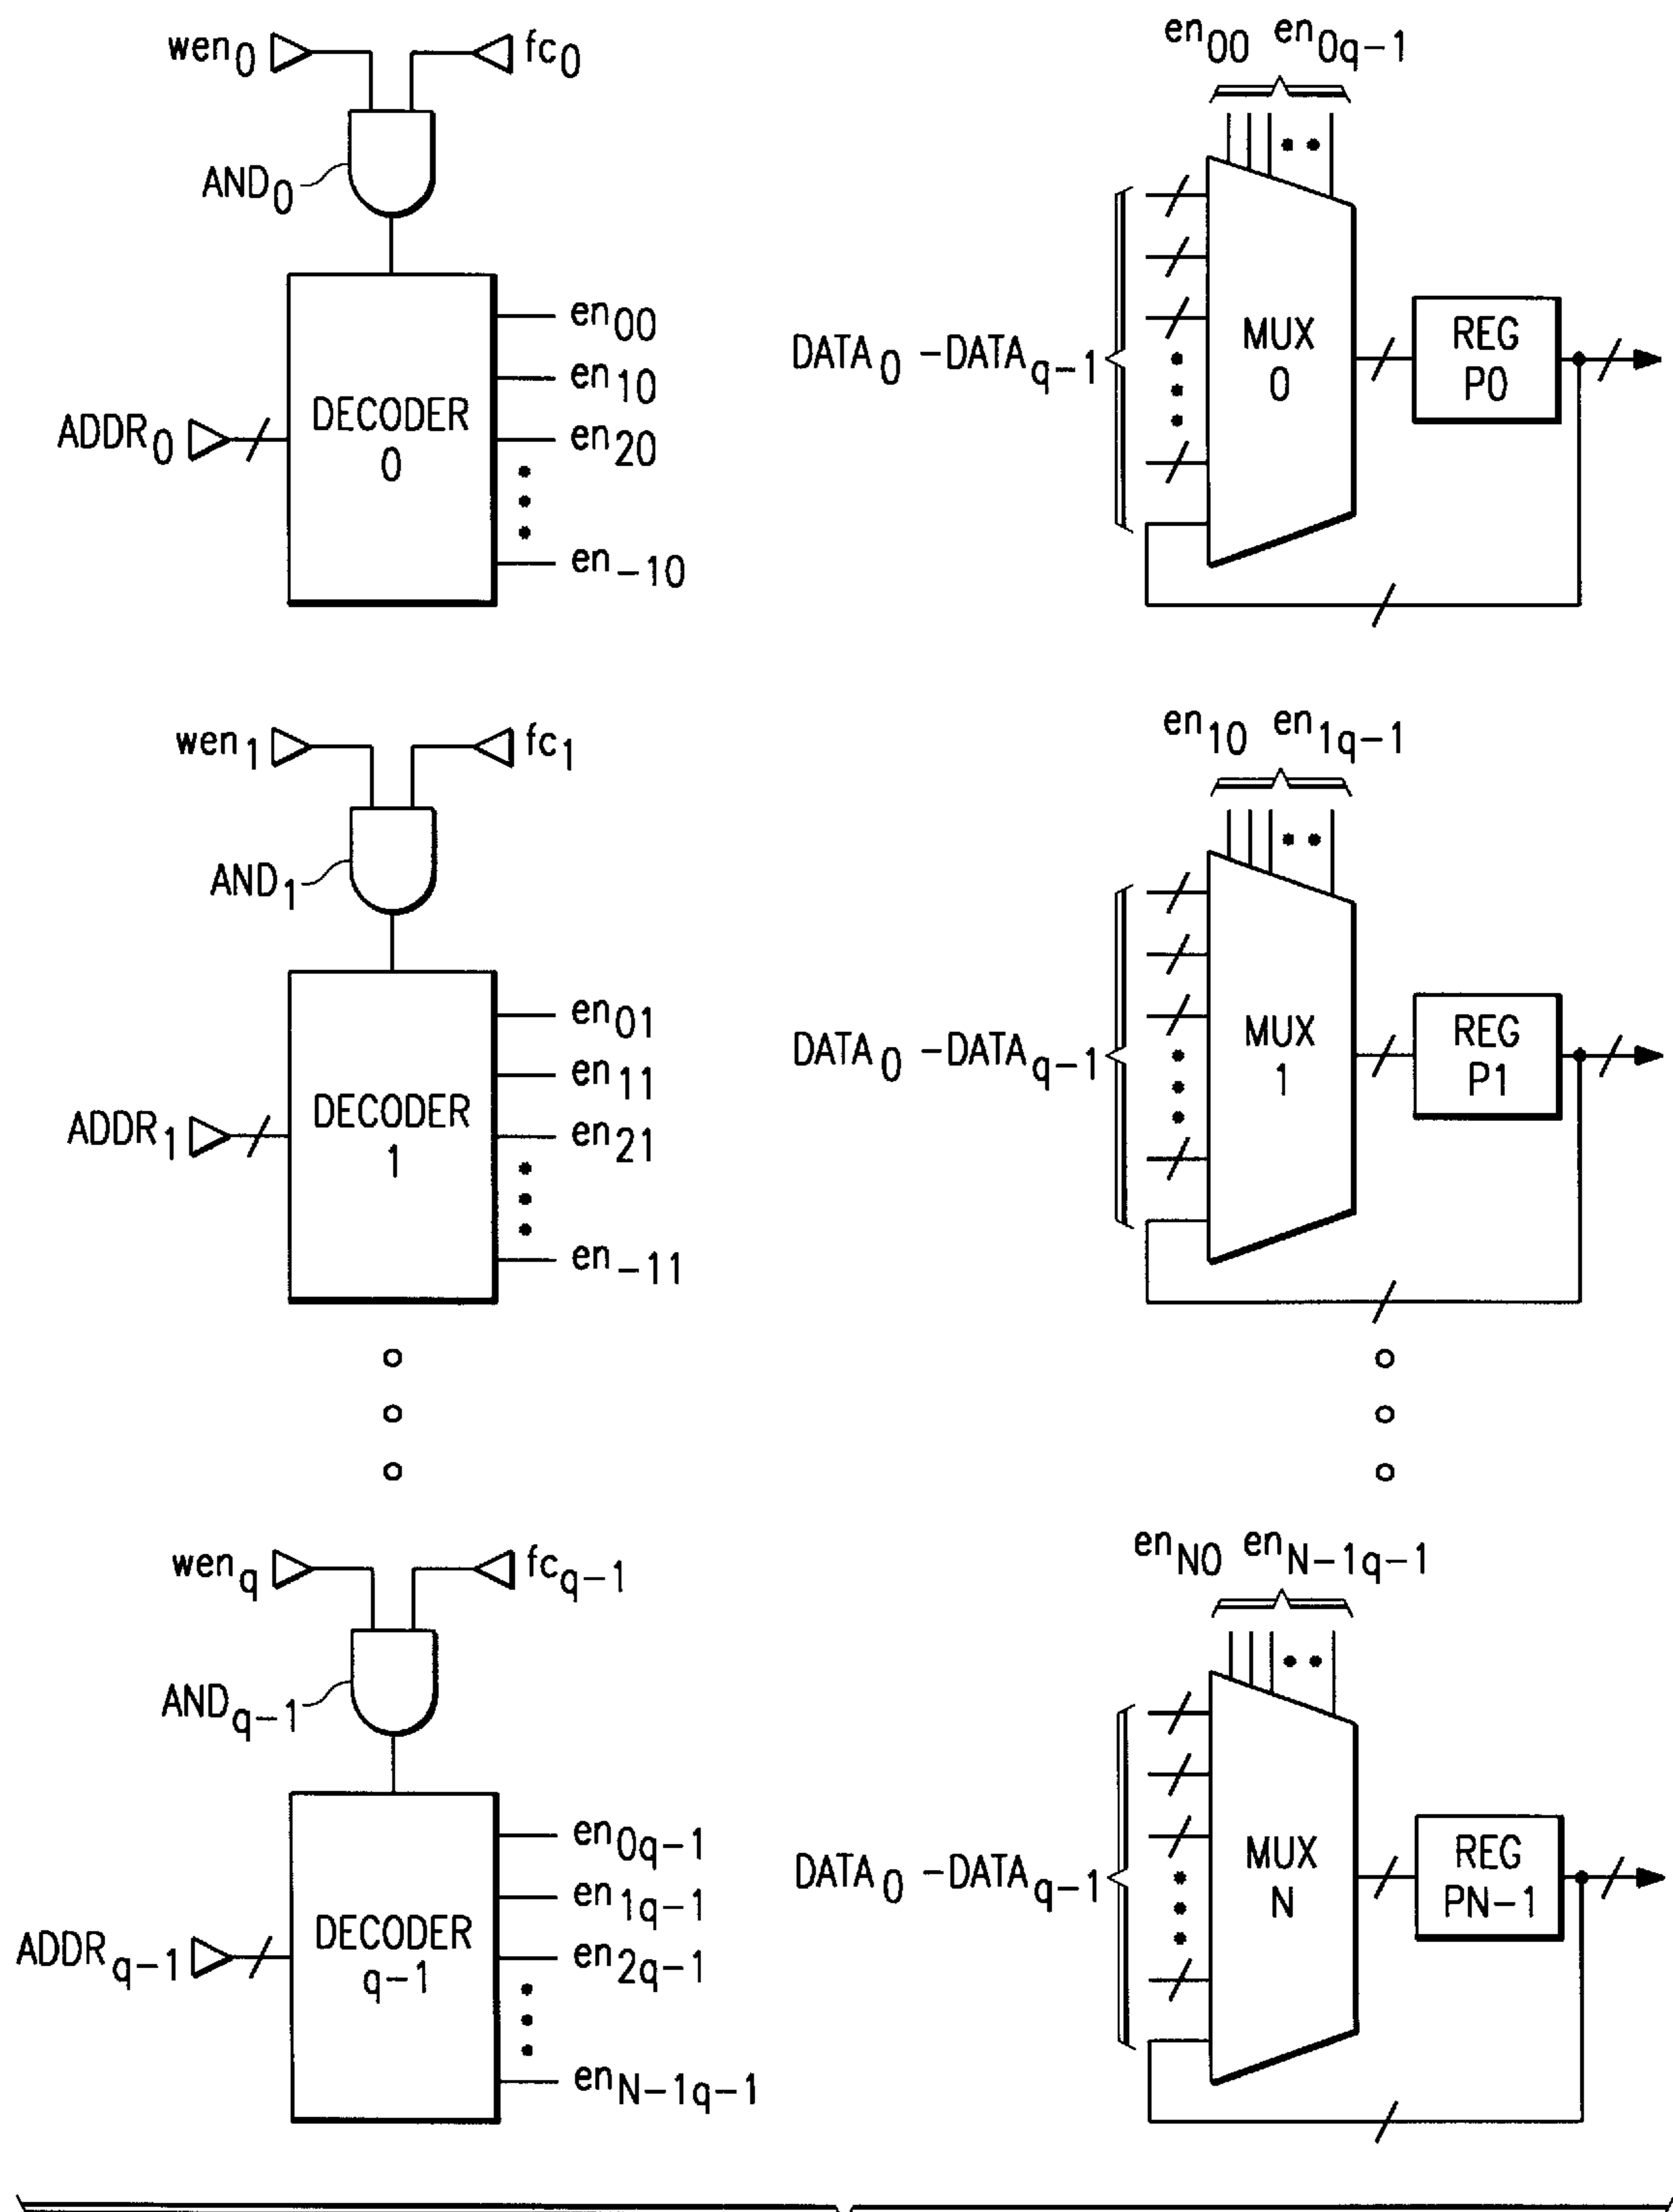 wen0 fc0
AND0
ADDR0
DECODER
0
en00
en10
en20
en-10
en00 en0q-1
DATA0 -DATAq-1
MUX
0
REG
P0
wen1 fc1
AND1
ADDR1
DECODER
1
en01
en11
en21
en-11
en10 en1q-1
DATA0 -DATAq-1
MUX
1
REG
P1
wenq fcq-1
ANDq-1
ADDRq-1
DECODER
q-1
en0q-1
en1q-1
en2q-1
enN-1q-1
enN0 enN-1q-1
DATA0 -DATAq-1
MUX
N
REG
PN-1